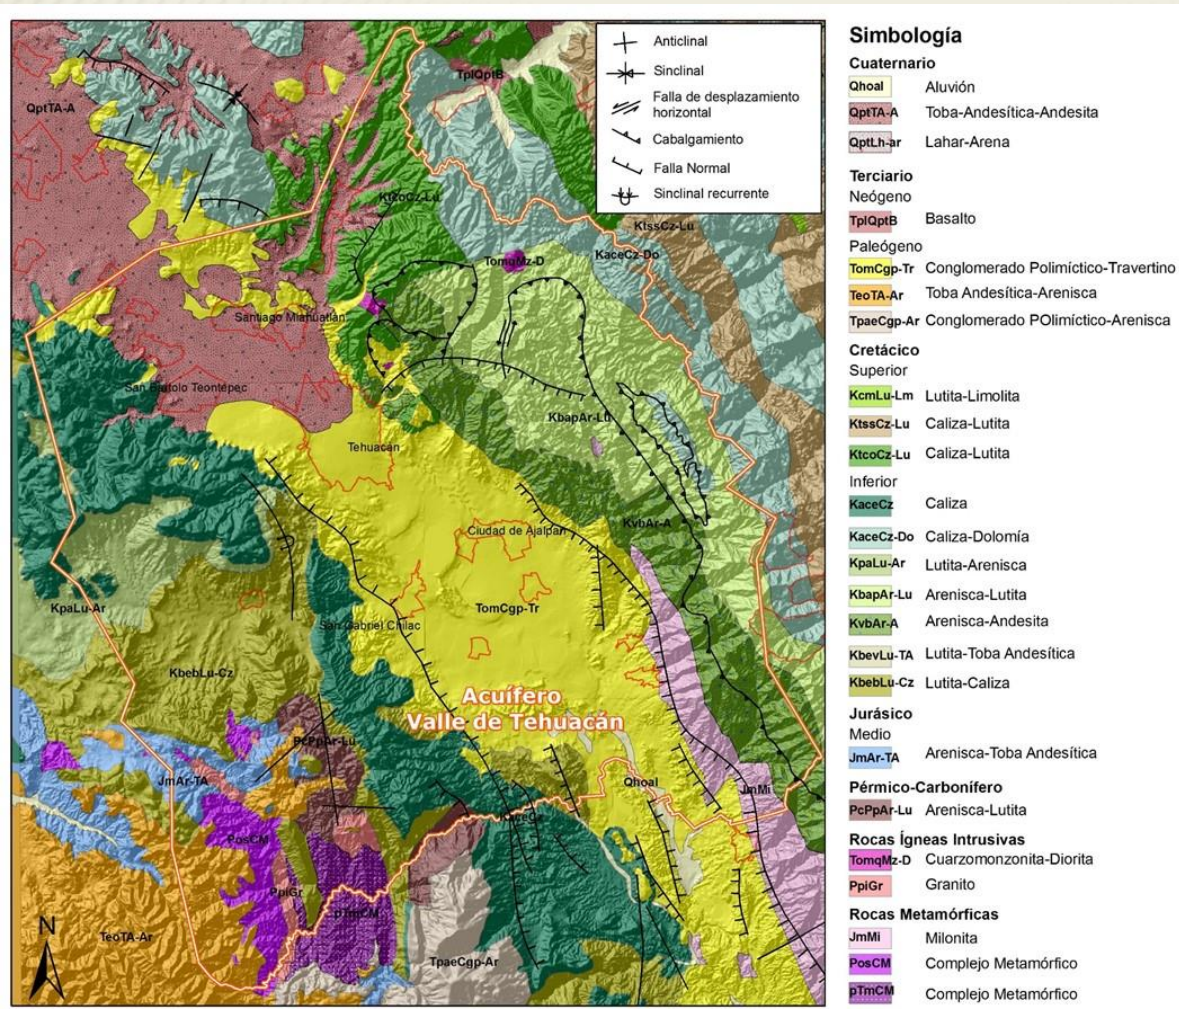 Anticlinal
Sinclinal
Falla de desplazamiento
horizontal
Cabalgamiento
Falla Normal
Sinclinal recurrente
QptTA-A
TplQptB
KtcoCz-Lu
KtssCz-Lu
TomqMz-D
KaceCz-Do
Santiago Miahuatlán
San Bartolo Teontépec
KbapAr-Lu
Tehuacán
Ciudad de Ajalpan
KvbAr-A
KpaLu-Ar
TomCgp-Tr
San Gabriel Chilac
KbebLu-Cz
Acuífero
Valle de Tehuacán
PcPpAr-Lu
JmAr-TA
Qhoal
JmMi
KaceCz
PosCM
PpiGr
pTmCM
N
TeoTA-Ar
TpaeCgp-Ar
Simbología
Cuaternario
Qhoal Aluvión
QptTA-A Toba-Andesítica-Andesita
QptLh-ar Lahar-Arena
Terciario
Neógeno
TplQptB Basalto
Paleógeno
TomCgp-Tr Conglomerado Polimíctico-Travertino
TeoTA-Ar Toba Andesítica-Arenisca
TpaeCgp-Ar Conglomerado POlimíctico-Arenisca
Cretácico
Superior
KcmLu-Lm Lutita-Limolita
KtssCz-Lu Caliza-Lutita
KtcoCz-Lu Caliza-Lutita
Inferior
KaceCz Caliza
KaceCz-Do Caliza-Dolomía
KpaLu-Ar Lutita-Arenisca
KbapAr-Lu Arenisca-Lutita
KvbAr-A Arenisca-Andesita
KbevLu-TA Lutita-Toba Andesítica
KbebLu-Cz Lutita-Caliza
Jurásico
Medio
JmAr-TA Arenisca-Toba Andesítica
Pérmico-Carbonífero
PcPpAr-Lu Arenisca-Lutita
Rocas Ígneas Intrusivas
TomqMz-D Cuarzomonzonita-Diorita
PpiGr Granito
Rocas Metamórficas
JmMi Milonita
PosCM Complejo Metamórfico
pTmCM Complejo Metamórfico